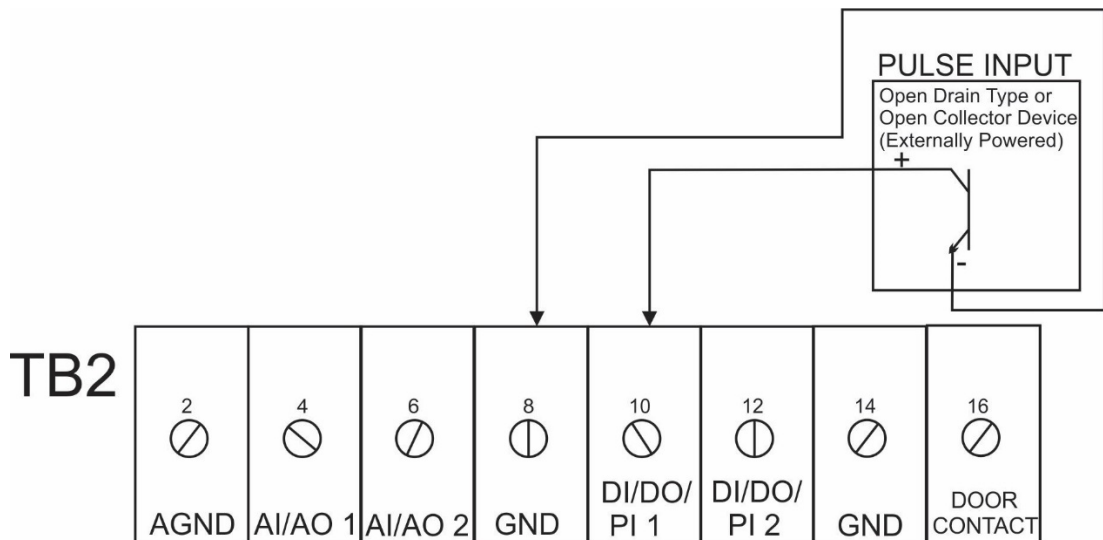 PULSE INPUT
Open Drain Type or
Open Collector Device
(Externally Powered)
+
-
TB2
2
4
6
8
10
12
14
16
AGND
AI/AO 1
AI/AO 2
GND
DI/DO/
PI 1
DI/DO/
PI 2
GND
DOOR
CONTACT